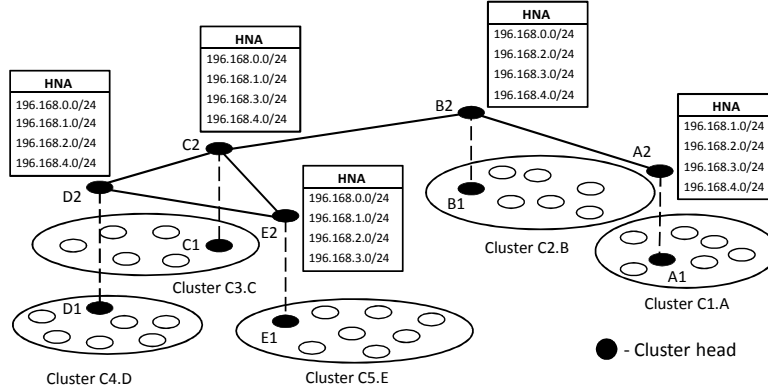 HNA
196.168.0.0/24
196.168.2.0/24
196.168.3.0/24
196.168.4.0/24
HNA
196.168.0.0/24
196.168.1.0/24
196.168.3.0/24
196.168.4.0/24
HNA
196.168.0.0/24
196.168.1.0/24
196.168.2.0/24
196.168.4.0/24
HNA
196.168.1.0/24
196.168.2.0/24
196.168.3.0/24
196.168.4.0/24
B2
C2
A2
D2
HNA
196.168.0.0/24
196.168.1.0/24
196.168.2.0/24
196.168.3.0/24
B1
E2
C1
Cluster C2.B
A1
Cluster C3.C
Cluster C1.A
D1
E1
- Cluster head
Cluster C4.D
Cluster C5.E